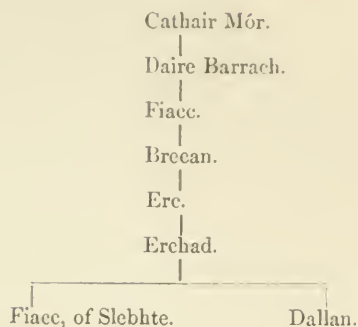 Cathair Mór.
Daire Barrach.
Fiacc.
Brecan.
Erc.
Erchad.
Fiacc, of Slebhte. Dallan.